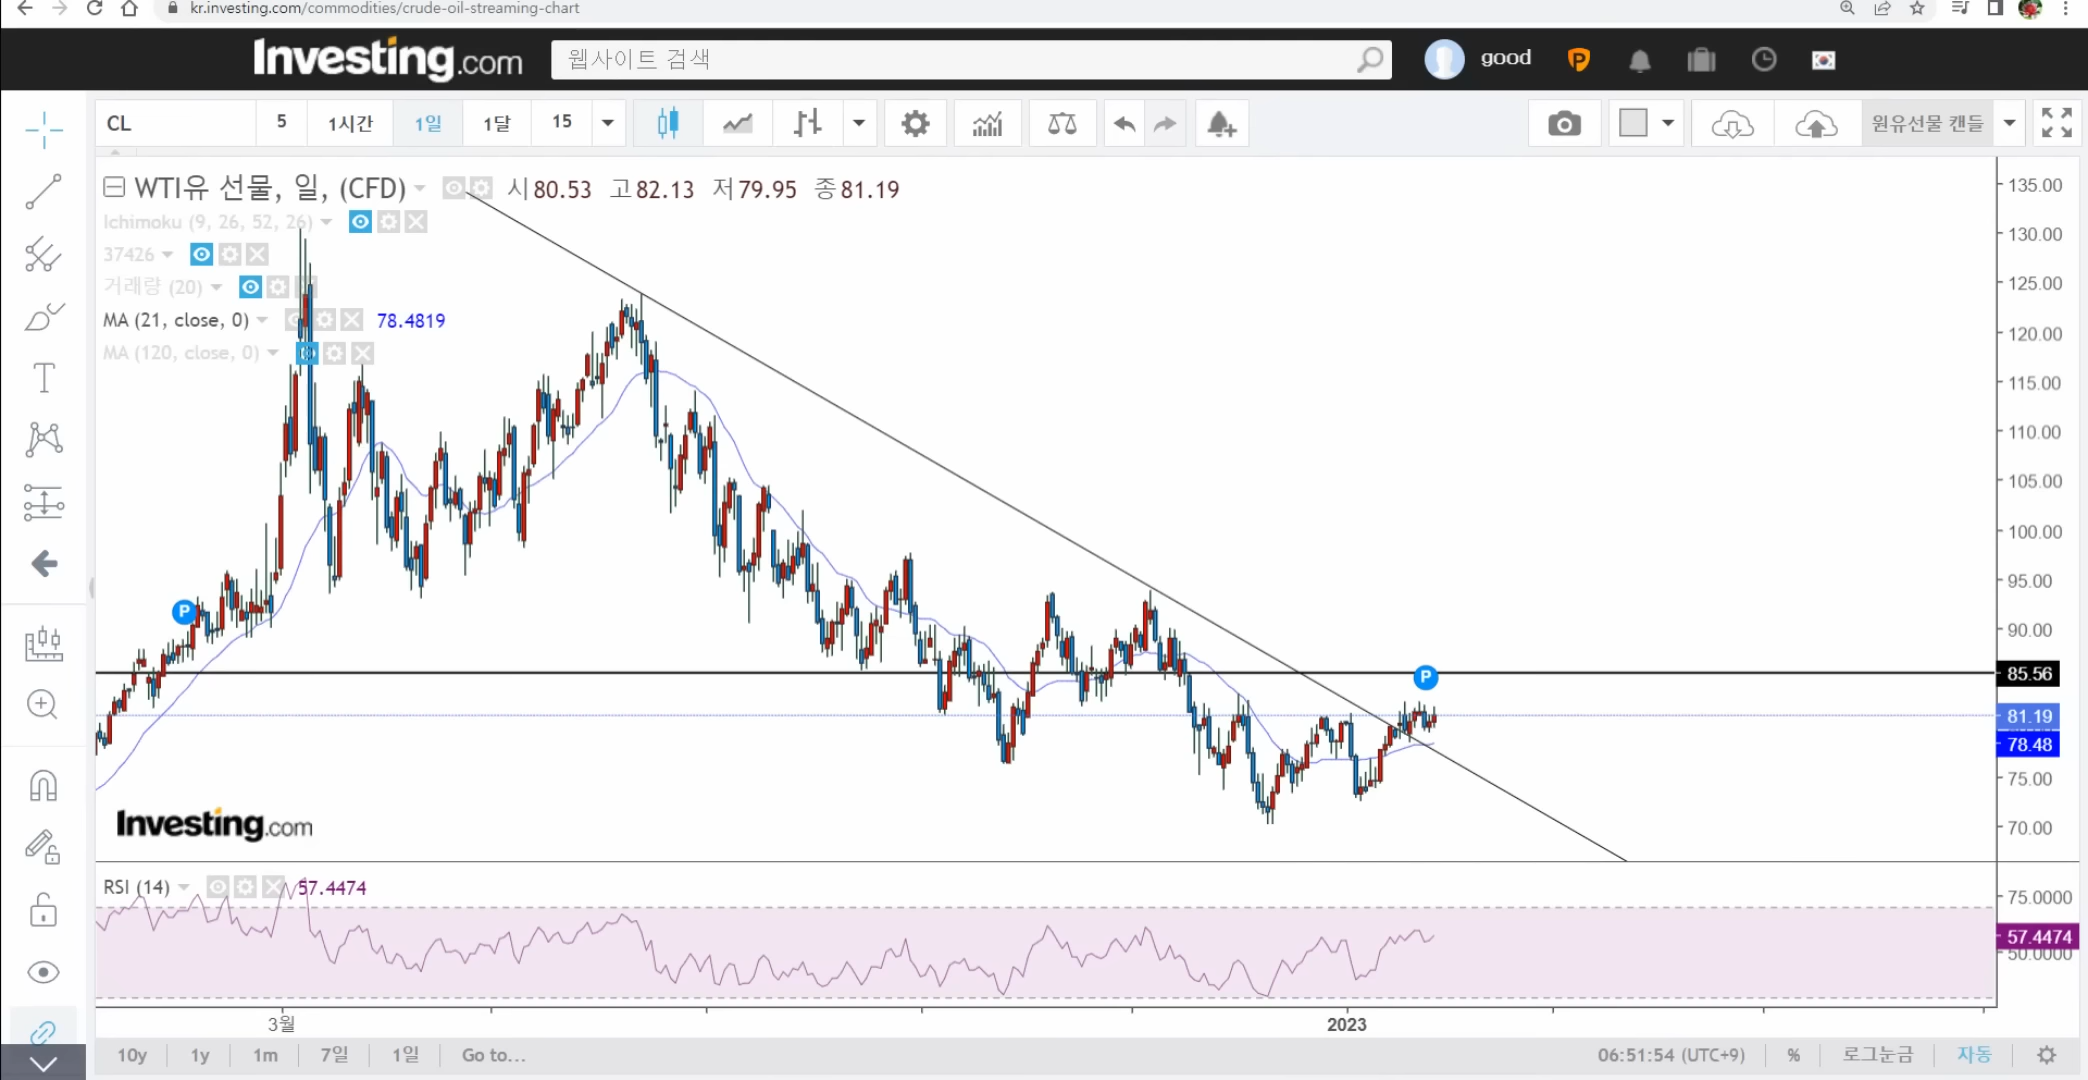 kr.investing.com/commodities/crude-oil-streaming-chart
Investing.com 웹사이트 검색 good
CL 5 1시간 1일 1달 15 원유선물 캔들
WTI유 선물, 일, (CFD) 시80.53 고82.13 저79.95 종81.19
Ichimoku (9, 26, 52, 26)
37426
거래량 (20)
MA (21, close, 0) 78.4819
MA (120, close, 0)
135.00
130.00
125.00
120.00
115.00
110.00
105.00
100.00
95.00
90.00
85.56
81.19
78.48
75.00
70.00
P
P
Investing.com
RSI (14) 57.4474
75.0000
57.4474
50.0000
3월 2023
10y 1y 1m 7일 1일 Go to... 06:51:54 (UTC+9) % 로그눈금 자동